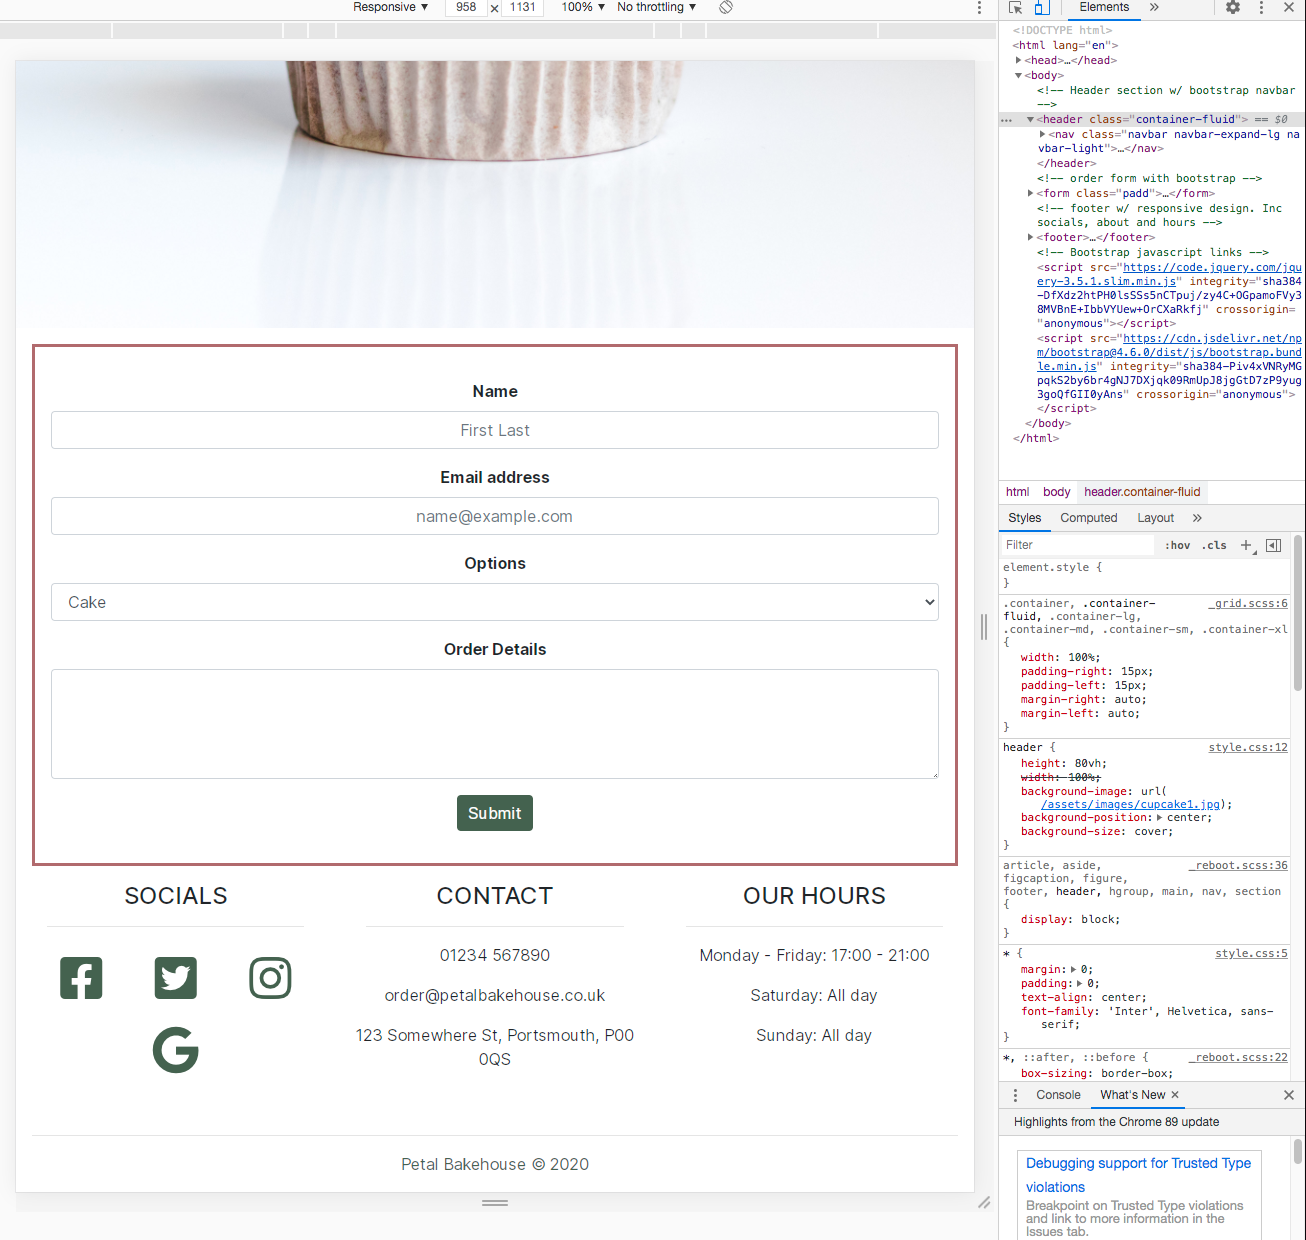 Responsive ▼ 958 × 1131 100% ▼ No throttling ▼
Elements »
<!DOCTYPE html>
<html lang="en">
▶<head>…</head>
▼<body>
<!-- Header section w/ bootstrap navbar
-->
… ▼<header class="container-fluid"> == $0
▶<nav class="navbar navbar-expand-lg na
vbar-light">…</nav>
</header>
<!-- order form with bootstrap -->
▶<form class="padd">…</form>
<!-- footer w/ responsive design. Inc
socials, about and hours -->
▶<footer>…</footer>
<!-- Bootstrap javascript links -->
<script src="https://code.jquery.com/jqu
ery-3.5.1.slim.min.js" integrity="sha384
-DfXdz2htPH0lsSSs5nCTpuj/zy4C+OGpamoFVy3
8MVBnE+IbbVYUew+OrCXaRkfj" crossorigin=
"anonymous"></script>
<script src="https://cdn.jsdelivr.net/np
m/bootstrap@4.6.0/dist/js/bootstrap.bund
le.min.js" integrity="sha384-Piv4xVNRyMG
pqkS2by6br4gNJ7DXjqk09RmUpJ8jgGtD7zP9yug
3goQfGII0yAns" crossorigin="anonymous">
</script>
</body>
</html>
html body header.container-fluid
Styles Computed Layout »
Filter :hov .cls +
element.style {
}
.container, .container- _grid.scss:6
fluid, .container-lg,
.container-md, .container-sm, .container-xl
{
width: 100%;
padding-right: 15px;
padding-left: 15px;
margin-right: auto;
margin-left: auto;
}
header { style.css:12
height: 80vh;
width: 100%;
background-image: url(
/assets/images/cupcake1.jpg);
background-position:▶center;
background-size: cover;
}
article, aside, _reboot.scss:36
figcaption, figure,
footer, header, hgroup, main, nav, section
{
display: block;
}
* { style.css:5
margin:▶0;
padding:▶0;
text-align: center;
font-family: 'Inter', Helvetica, sans-
serif;
}
*, ::after, ::before { _reboot.scss:22
box-sizing: border-box;
Console What's New ×
Highlights from the Chrome 89 update
Debugging support for Trusted Type
violations
Breakpoint on Trusted Type violations
and link to more information in the
Issues tab.
Name
First Last
Email address
name@example.com
Options
Cake
Order Details
Submit
SOCIALS
CONTACT
01234 567890
order@petalbakehouse.co.uk
123 Somewhere St, Portsmouth, P00
0QS
OUR HOURS
Monday - Friday: 17:00 - 21:00
Saturday: All day
Sunday: All day
Petal Bakehouse © 2020